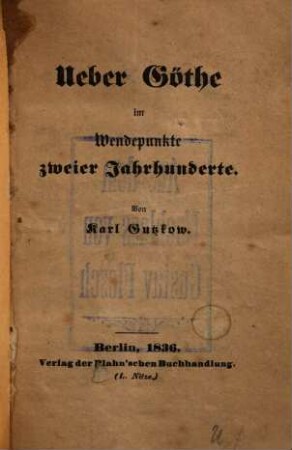 Ueber Göthe
im
Wendepunkte
zweier Jahrhunderte.
Von
Karl Gutzkow.
Berlin, 1836.
Verlag der Plahn'schen Buchhandlung.
(L. Nitze.)